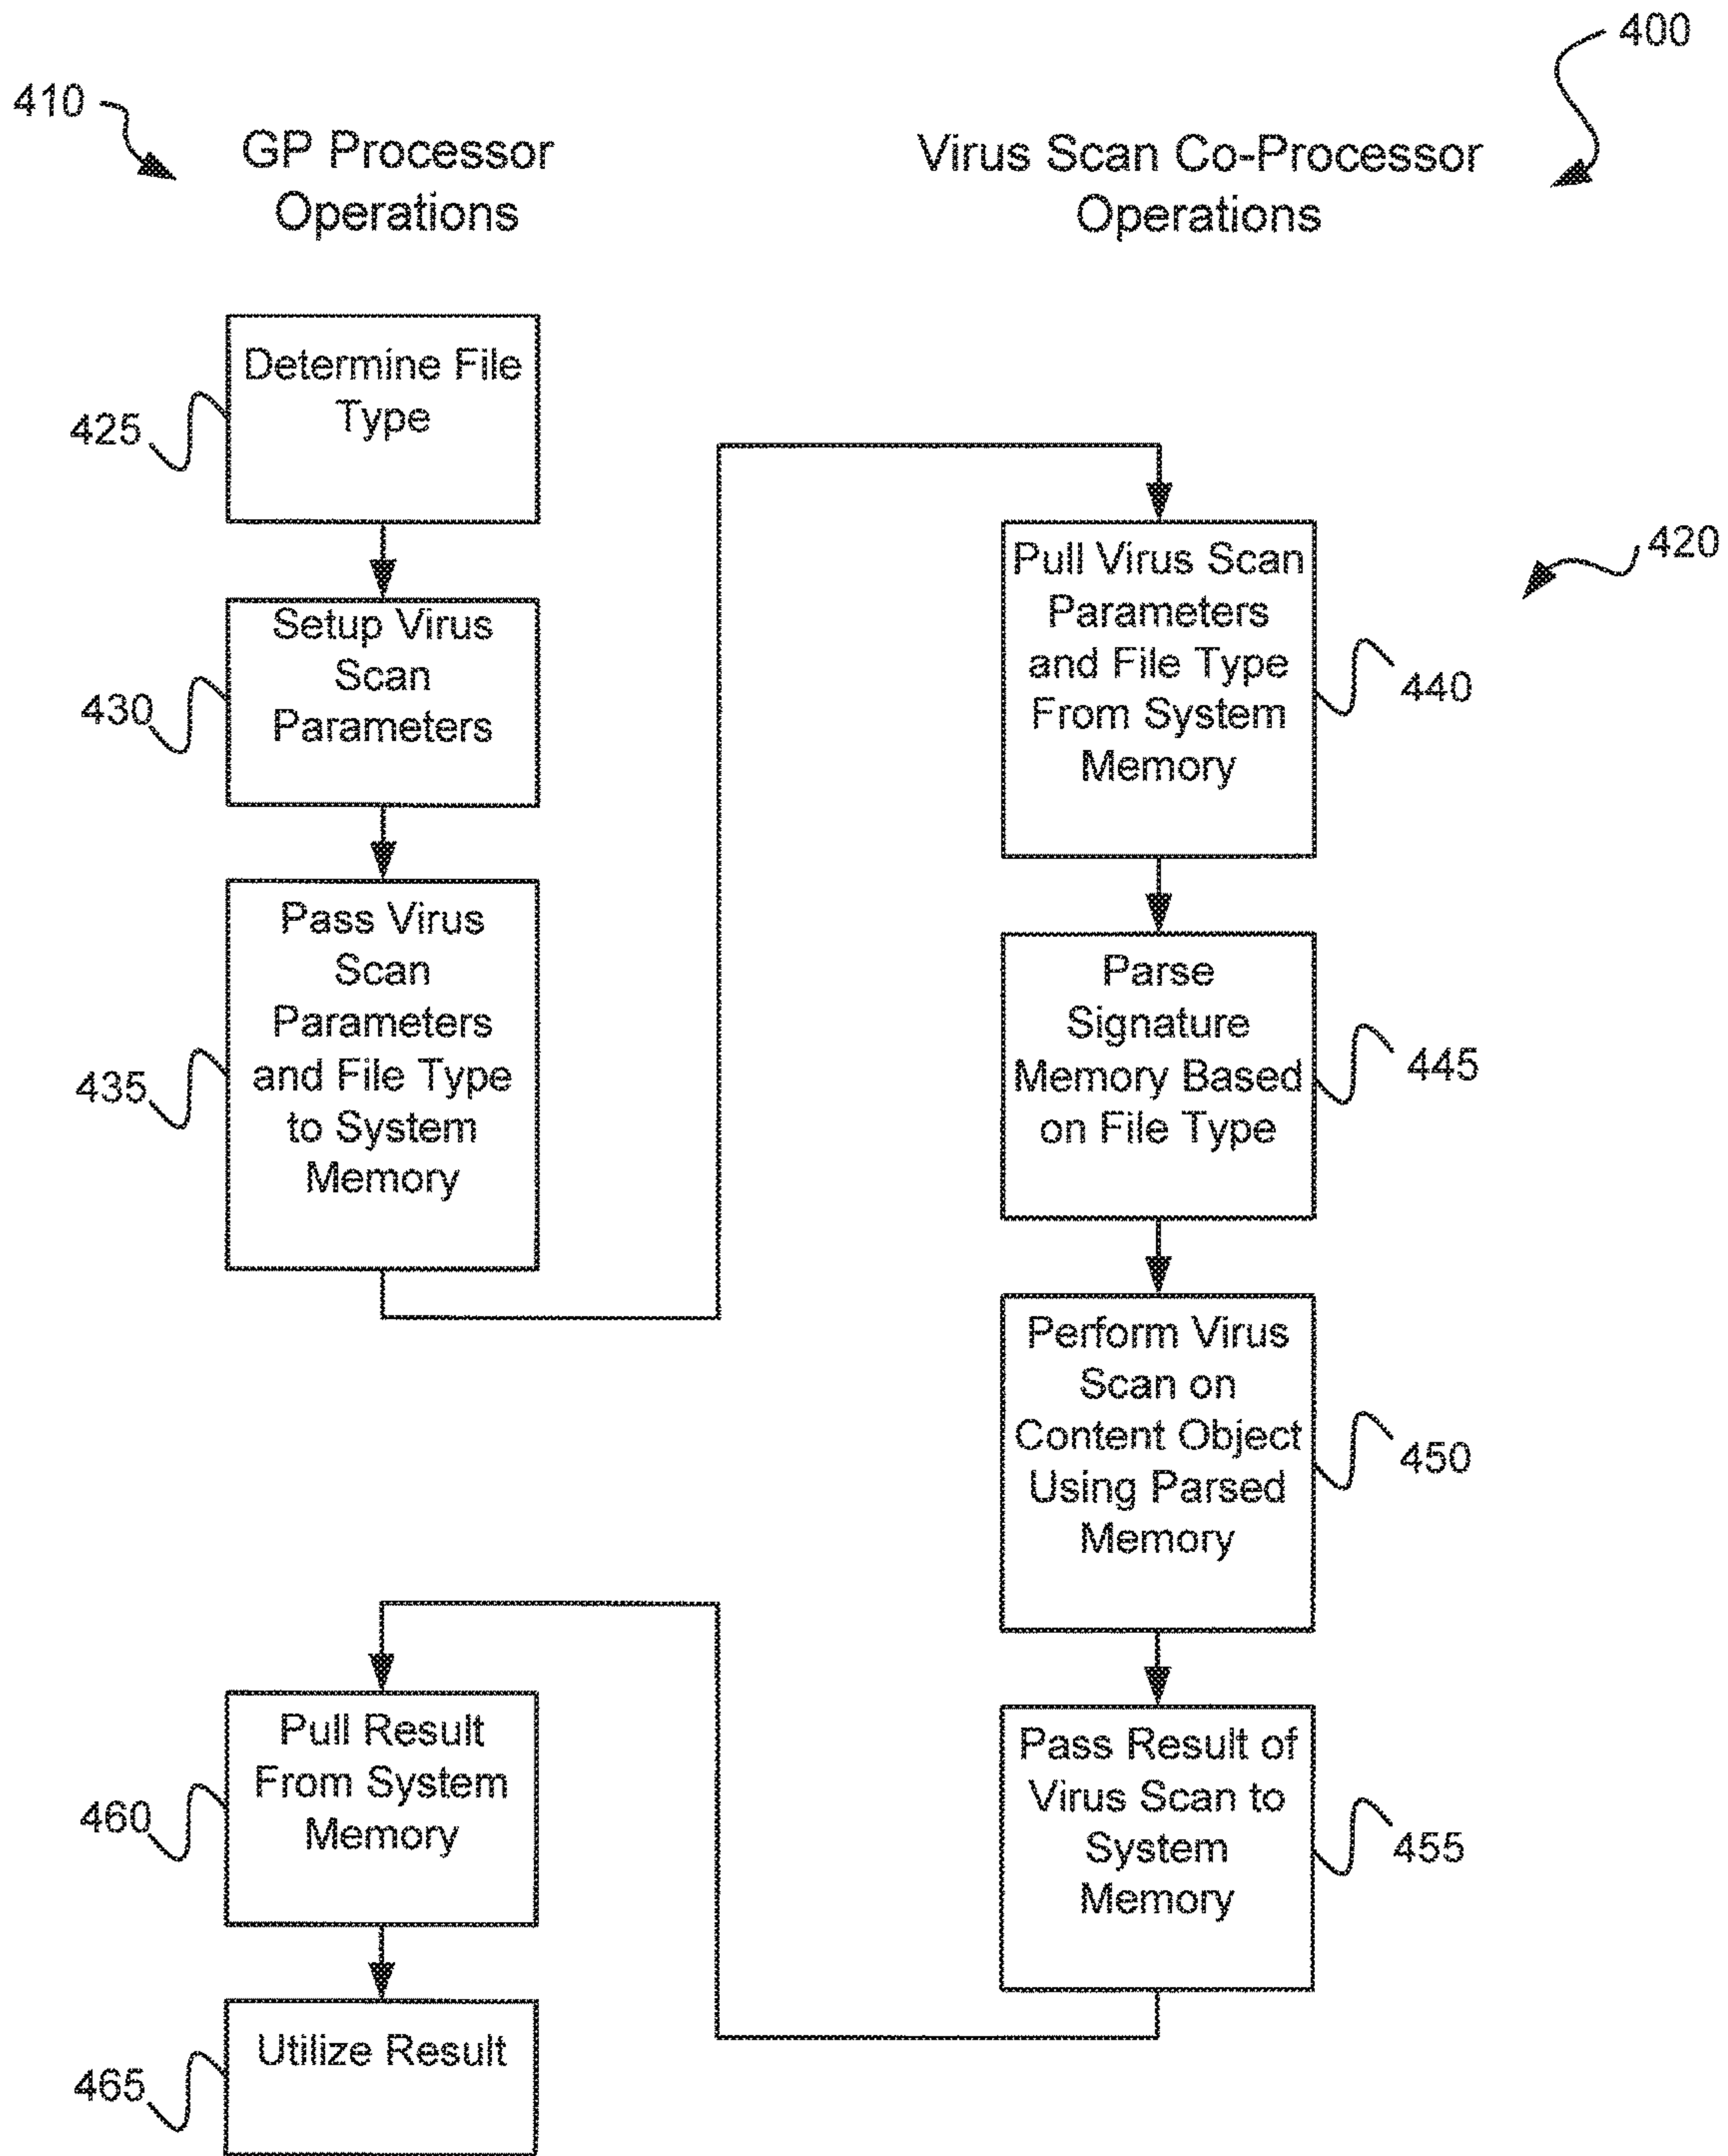 400
410
GP Processor
Operations
Virus Scan Co-Processor
Operations
Determine File
Type
425
Setup Virus
Scan
Parameters
430
Pass Virus
Scan
Parameters
and File Type
to System
Memory
435
Pull Virus Scan
Parameters
and File Type
From System
Memory
420
440
Parse
Signature
Memory Based
on File Type
445
Perform Virus
Scan on
Content Object
Using Parsed
Memory
450
Pass Result of
Virus Scan to
System
Memory
455
Pull Result
From System
Memory
460
Utilize Result
465